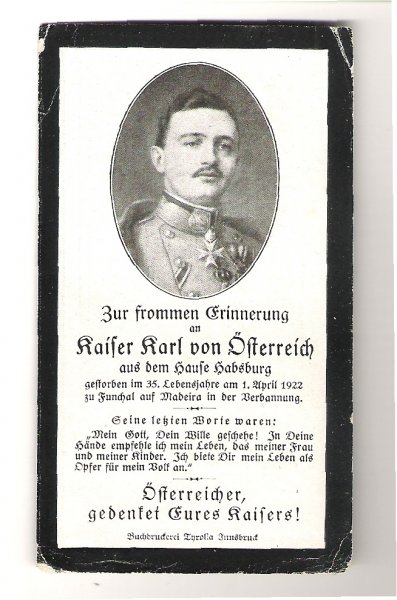 Zur frommen Erinnerung
an
Kaiser Karl von Österreich
aus dem Hause Habsburg
gestorben im 35. Lebensjahre am 1. April 1922
zu Funchal auf Madeira in der Verbannung.
Seine letzten Worte waren:
„Mein Gott, Dein Wille geschehe! In Deine
Hände empfehle ich mein Leben, das meiner Frau
und meiner Kinder. Ich biete Dir mein Leben als
Opfer für mein Volk an.“
Österreicher,
gedenket Eures Kaisers!
Buchdruckerei Tyrolia Innsbruck